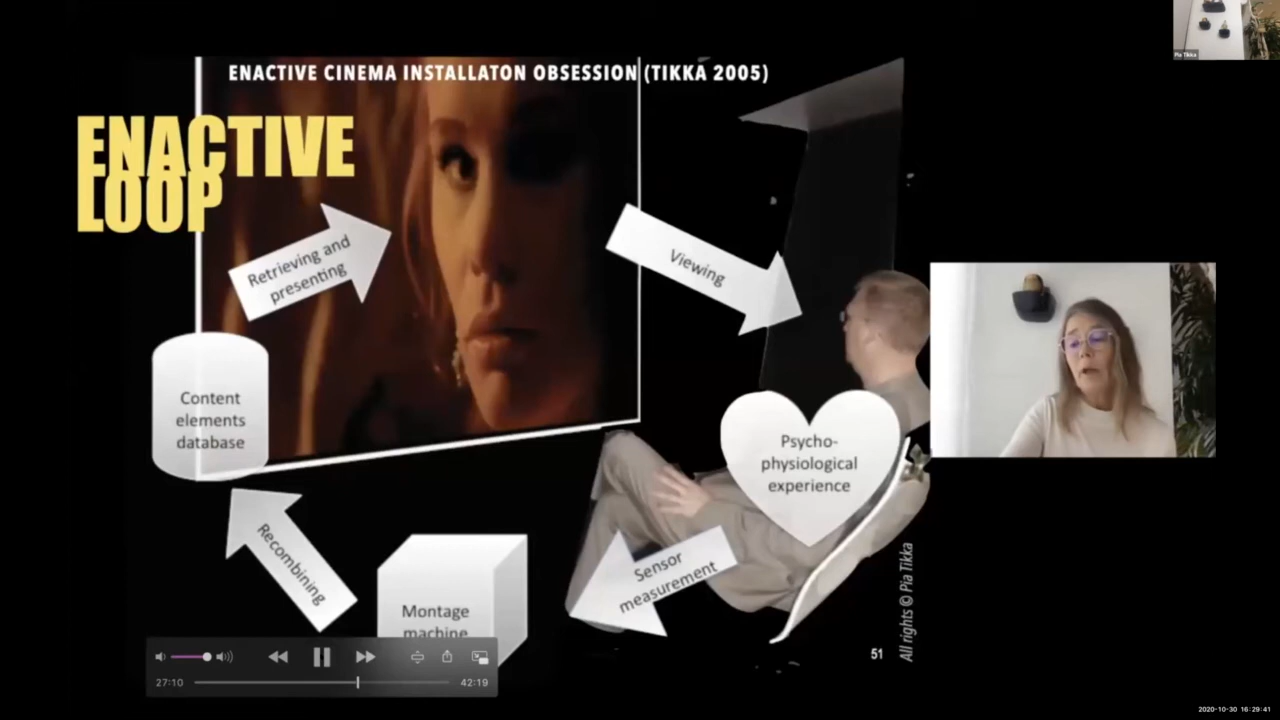 ENACTIVE CINEMA INSTALLATON OBSESSION (TIKKA 2005)
Pia Tikka
ENACTIVE
LOOP
Retrieving and
presenting
Viewing
Content
elements
database
Psycho-
physiological
experience
Recombining
Sensor
measurement
Montage
machine
All rights © Pia Tikka
51
27:10
42:19
2020-10-30 16:29:41